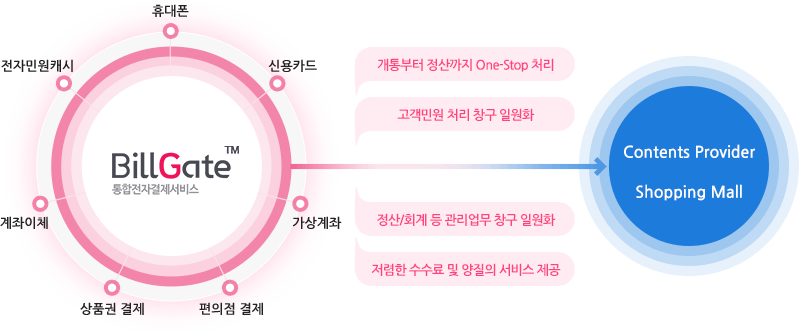 휴대폰
전자민원캐시
신용카드
BillGate™
통합전자결제서비스
계좌이체
가상계좌
상품권 결제
편의점 결제
개통부터 정산까지 One-Stop 처리
고객민원 처리 창구 일원화
정산/회계 등 관리업무 창구 일원화
저렴한 수수료 및 양질의 서비스 제공
Contents Provider
Shopping Mall